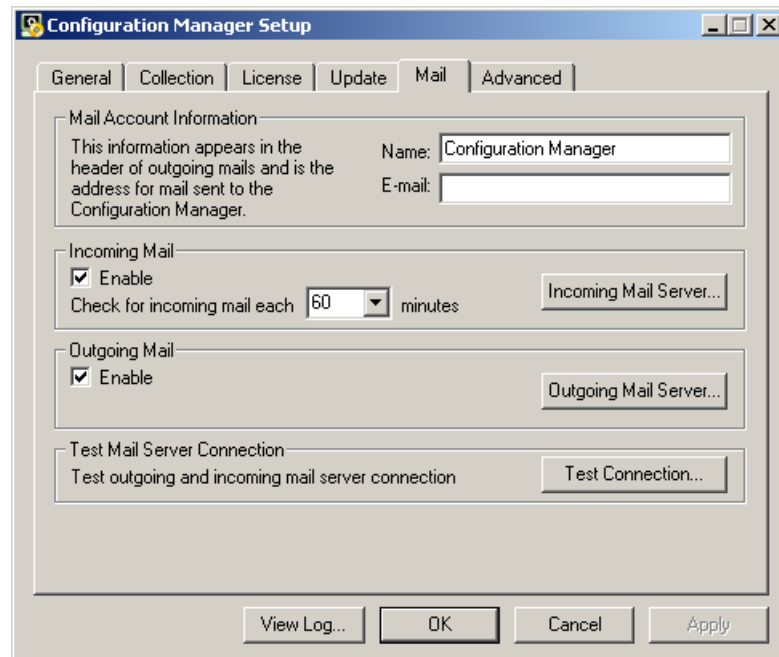 Configuration Manager Setup
General Collection License Update Mail Advanced
Mail Account Information
This information appears in the
header of outgoing mails and is the
address for mail sent to the
Configuration Manager.
Name: Configuration Manager
E-mail:
Incoming Mail
Enable
Check for incoming mail each 60 minutes
Incoming Mail Server...
Outgoing Mail
Enable
Outgoing Mail Server...
Test Mail Server Connection
Test outgoing and incoming mail server connection
Test Connection...
View Log... OK Cancel Apply